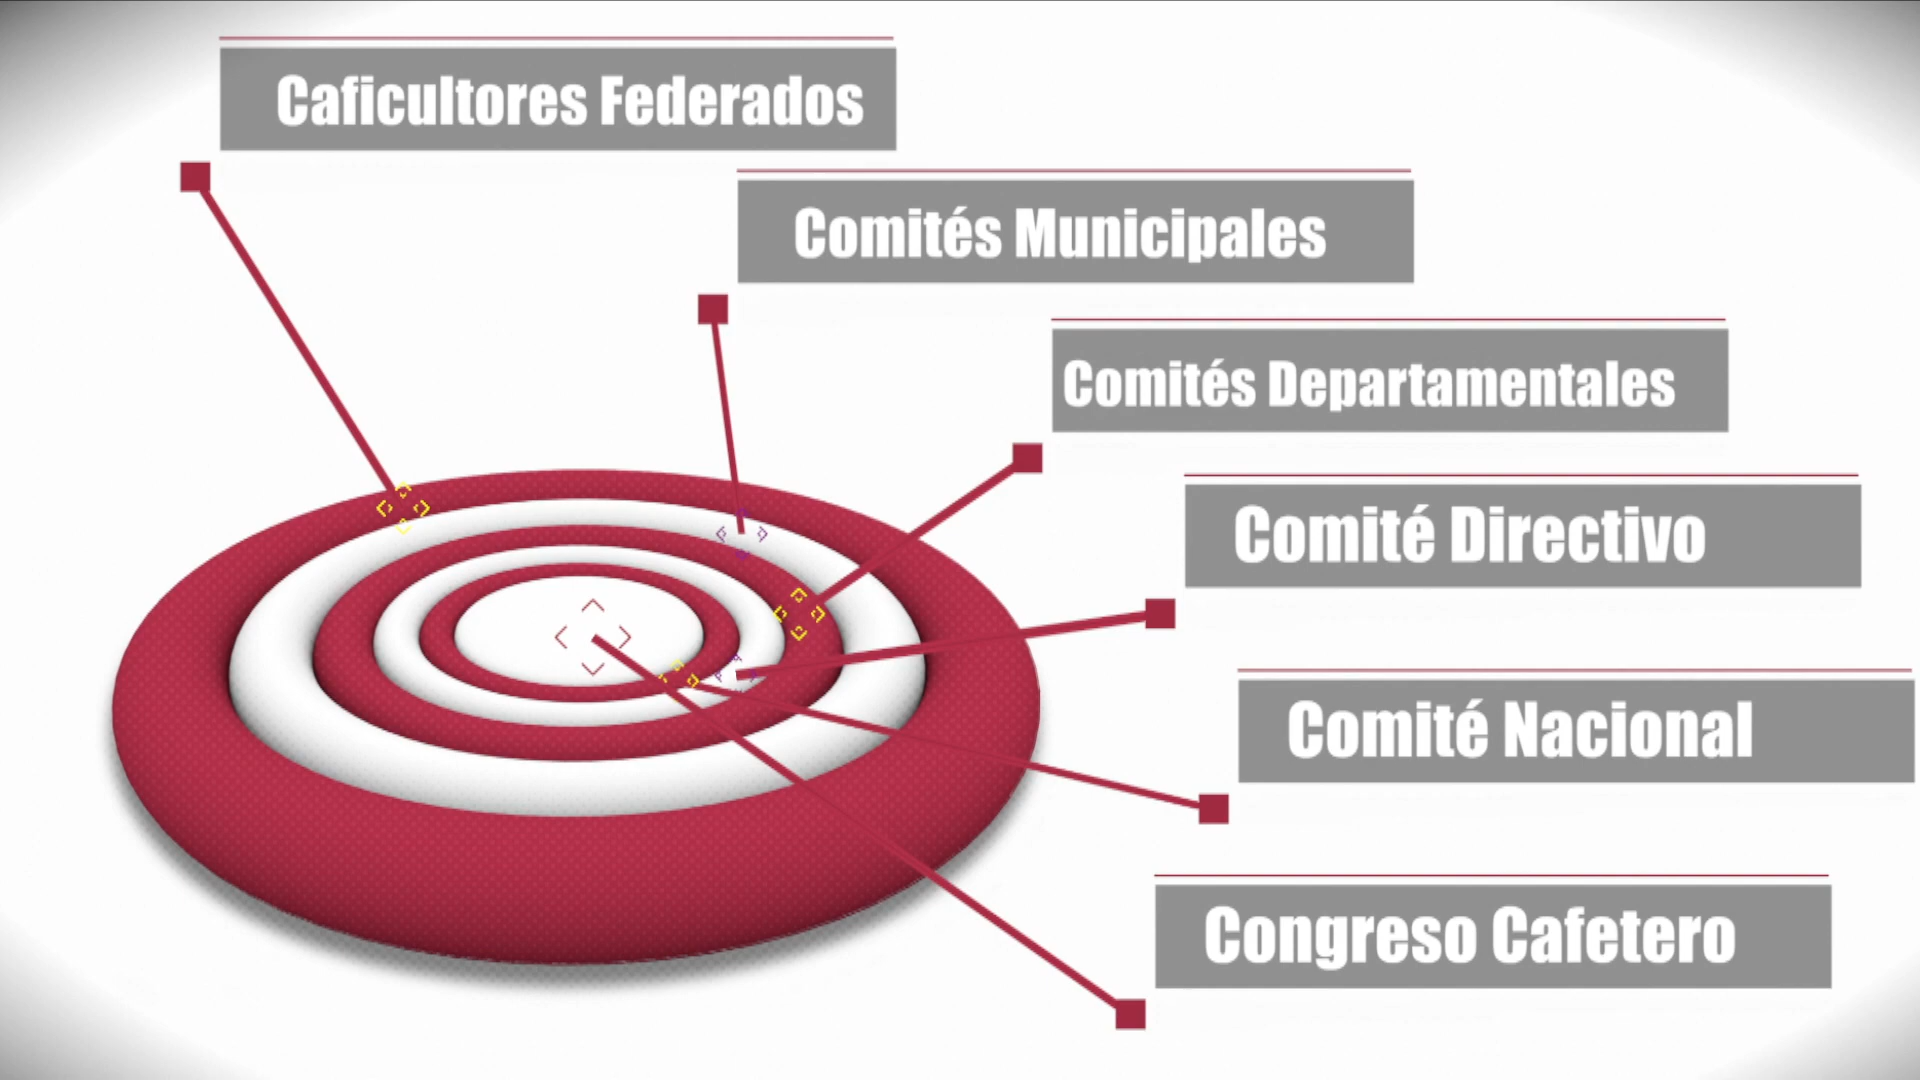 Caficultores Federados
Comités Municipales
Comités Departamentales
Comité Directivo
Comité Nacional
Congreso Cafetero